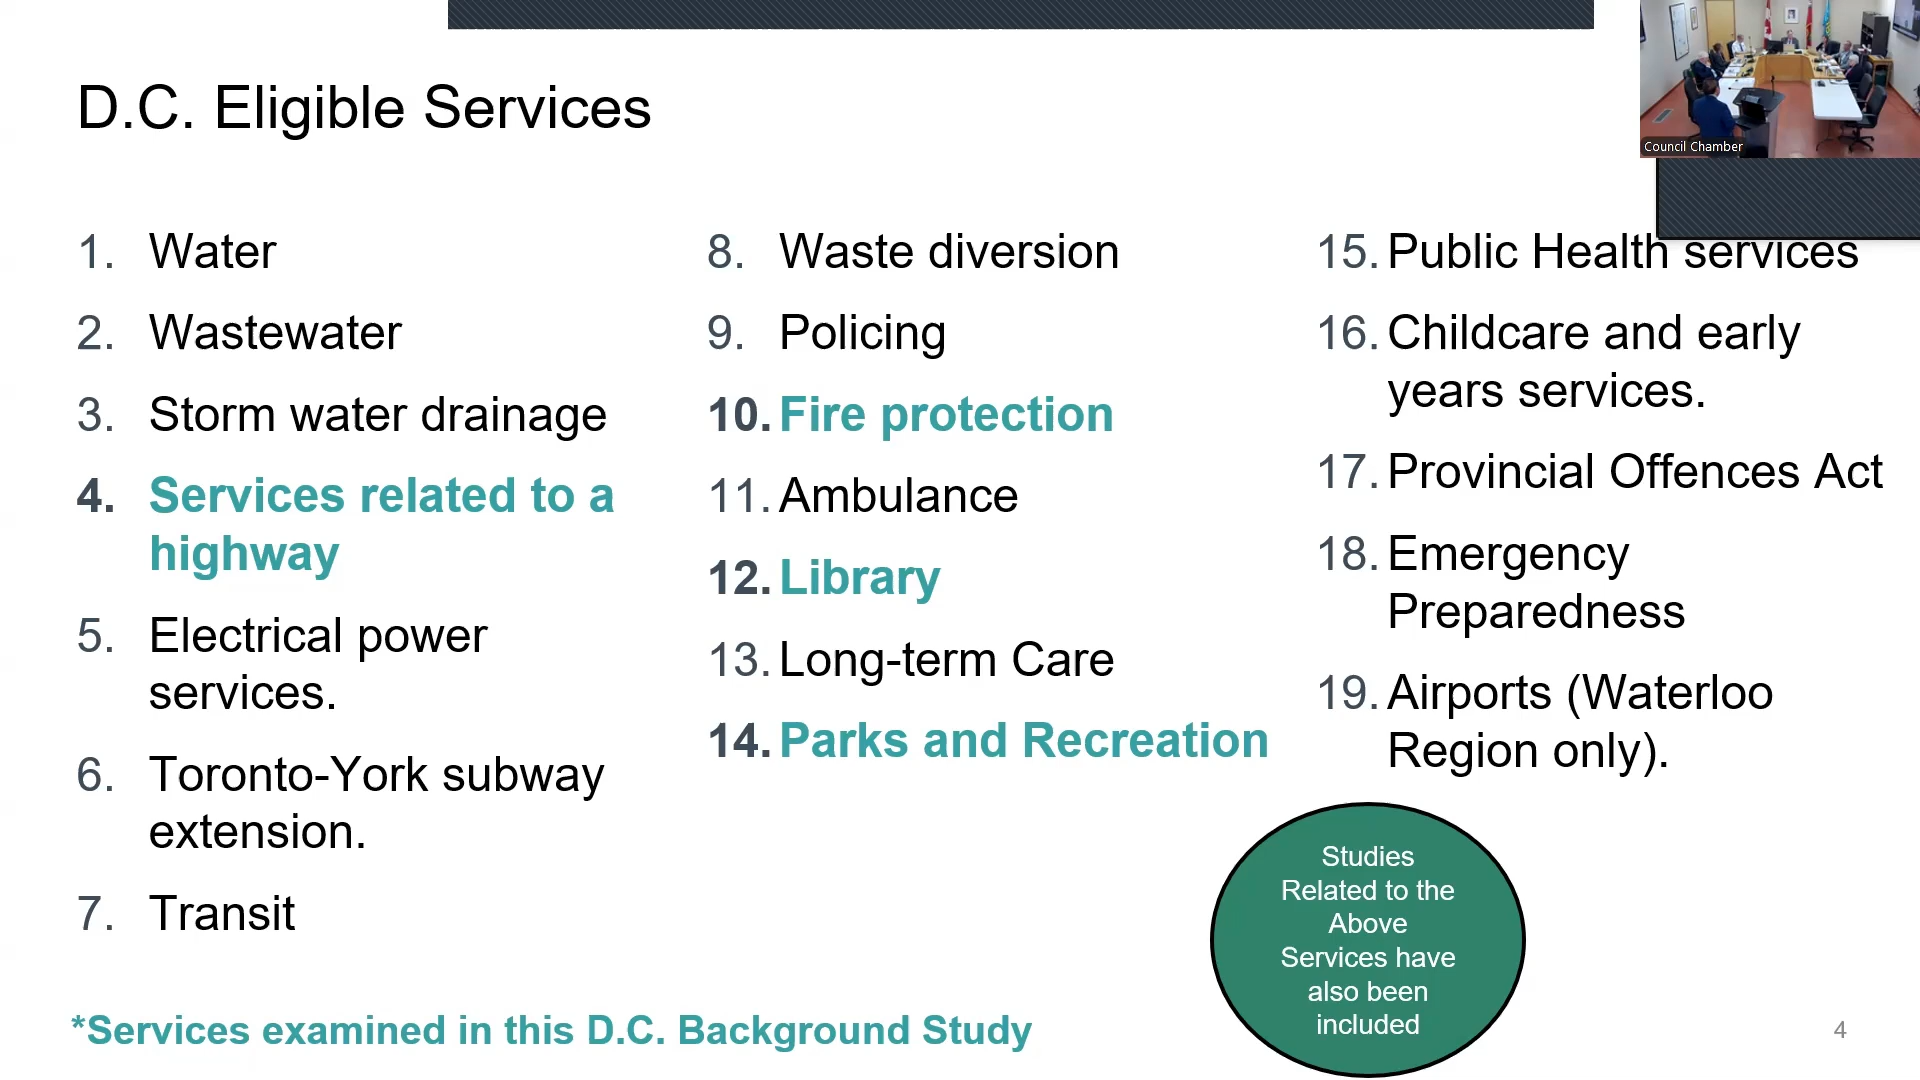 D.C. Eligible Services
Council Chamber
1. Water
2. Wastewater
3. Storm water drainage
4. Services related to a
highway
5. Electrical power
services.
6. Toronto-York subway
extension.
7. Transit
8. Waste diversion
9. Policing
10. Fire protection
11. Ambulance
12. Library
13. Long-term Care
14. Parks and Recreation
15. Public Health services
16. Childcare and early
years services.
17. Provincial Offences Act
18. Emergency
Preparedness
19. Airports (Waterloo
Region only).
Studies
Related to the
Above
Services have
also been
included
*Services examined in this D.C. Background Study
4